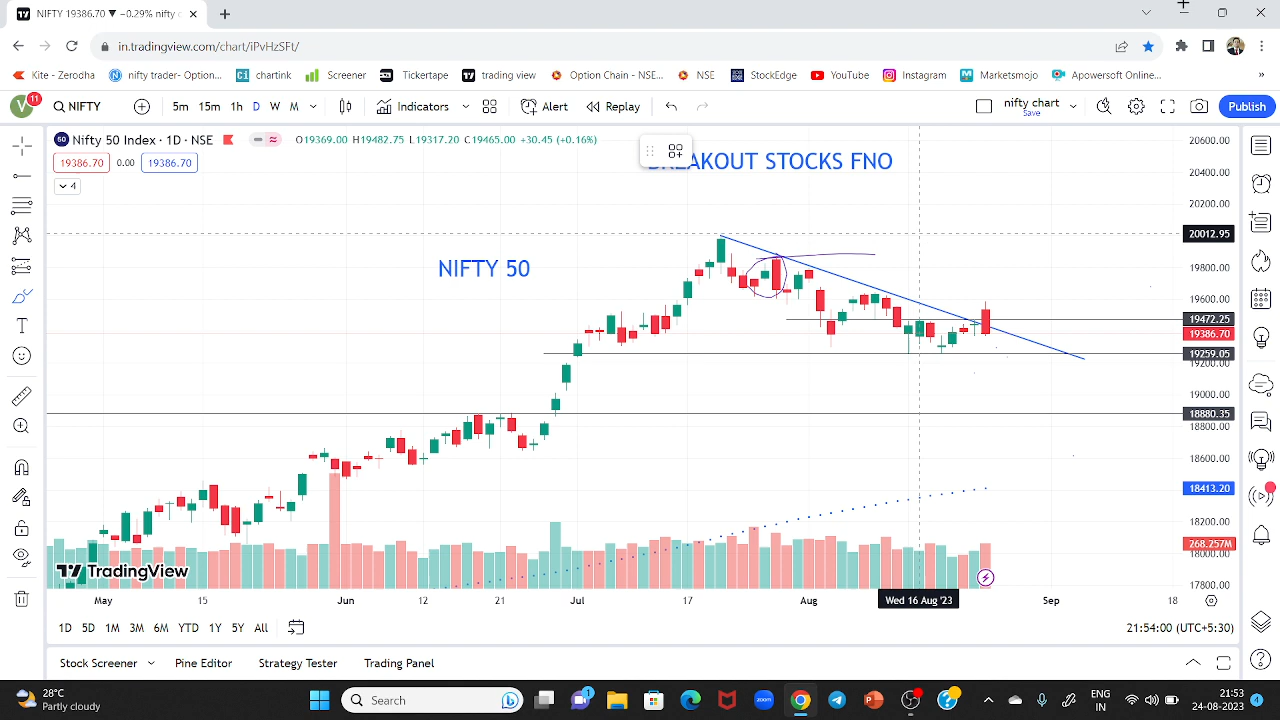 NIFTY 19386.70 ▼ −0.29% nifty c
in.tradingview.com/chart/iPvHzSFt/
Kite - Zerodha nifty trader- Option... Ci chartink Screener Tickertape trading view Option Chain - NSE... NSE StockEdge YouTube Instagram Marketsmojo Apowersoft Online... »
V 11 NIFTY 5m 15m 1h D W M Indicators Alert Replay nifty chart Save Publish
50 Nifty 50 Index · 1D · NSE O19369.00 H19482.75 L19317.20 C19465.00 +30.45 (+0.16%)
19386.70 0.00 19386.70
4
BREAKOUT STOCKS FNO
NIFTY 50
20600.00
20400.00
20200.00
20012.95
19800.00
19600.00
19472.25
19386.70
19259.05
19200.00
19000.00
18880.35
18800.00
18600.00
18413.20
18200.00
268.257M
18000.00
17800.00
TradingView
May 15 Jun 12 21 Jul 17 Aug Wed 16 Aug '23 Sep 18
1D 5D 1M 3M 6M YTD 1Y 5Y All 21:54:00 (UTC+5:30)
Stock Screener Pine Editor Strategy Tester Trading Panel
28°C
Partly cloudy
Search
zoom
1
ENG
IN
21:53
24-08-2023
4